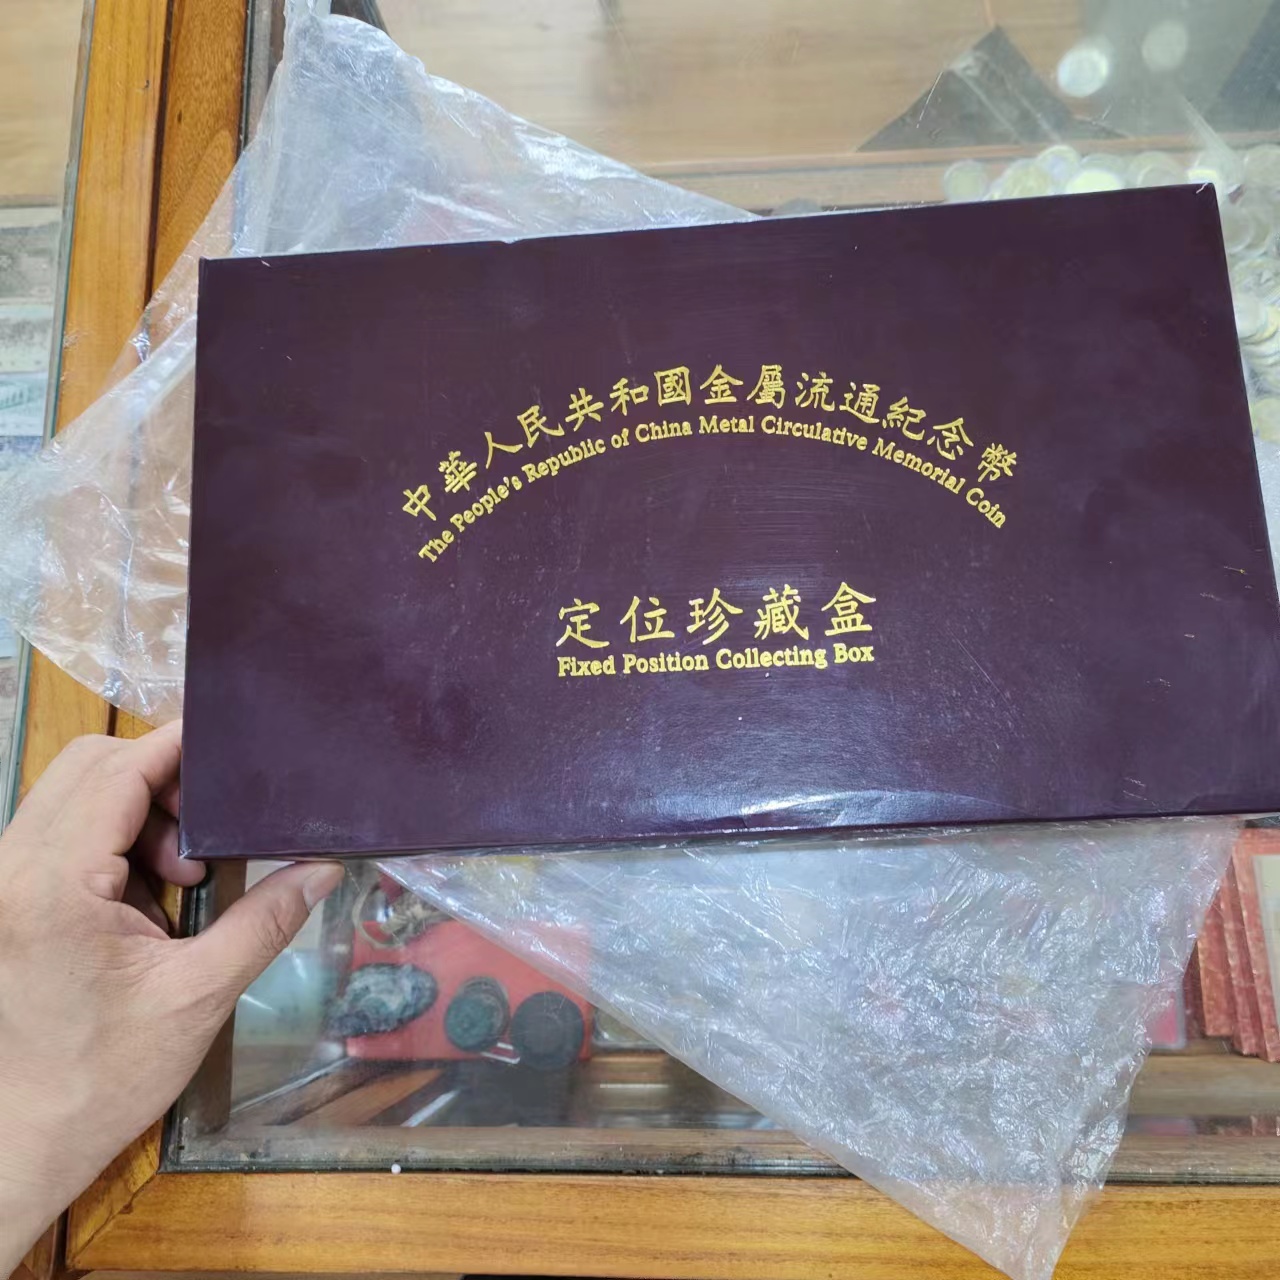 中華人民共和國金屬流通紀念幣
The People's Republic of China Metal Circulative Memorial Coin
定位珍藏盒
Fixed Position Collecting Box